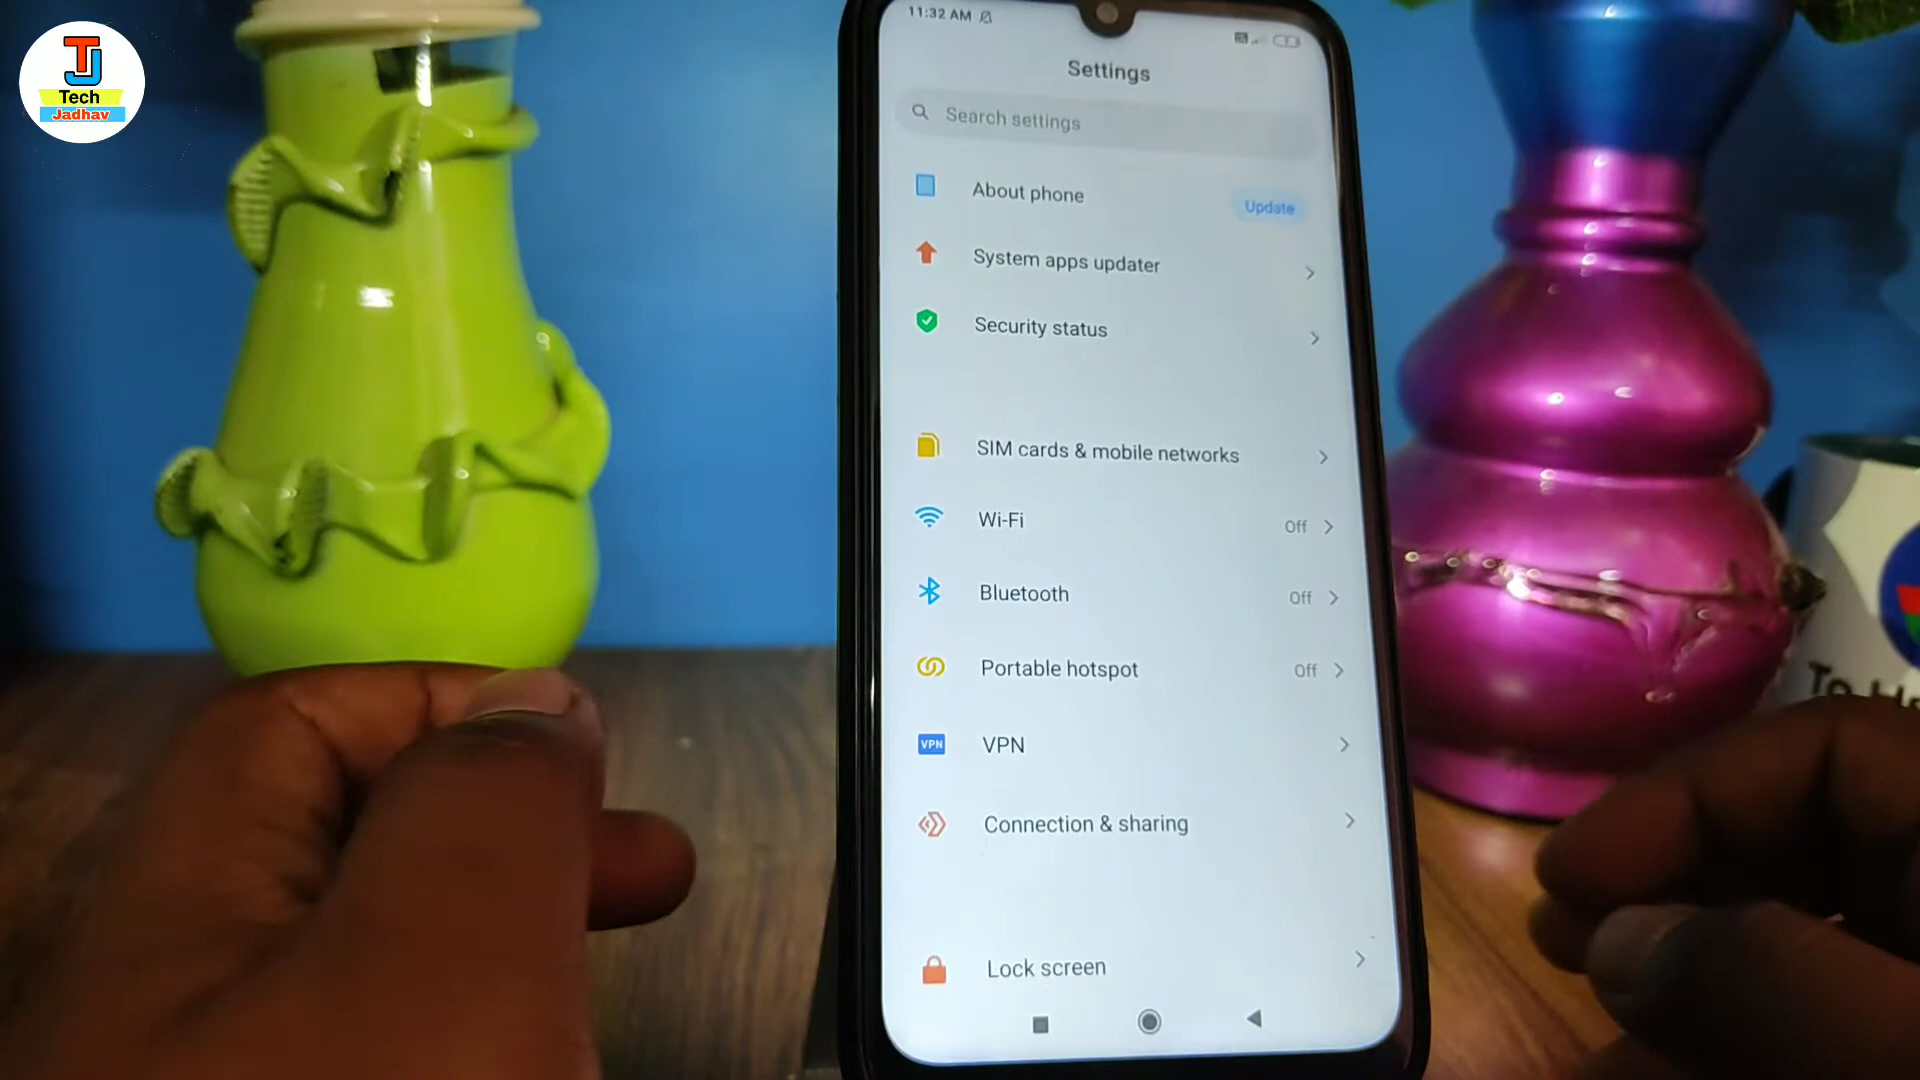 TJ
Tech
Jadhav
11:32 AM
Settings
Search settings
About phone
Update
System apps updater
Security status
SIM cards & mobile networks
Wi-Fi
Off
Bluetooth
Off
Portable hotspot
Off
VPN
VPN
Connection & sharing
Lock screen